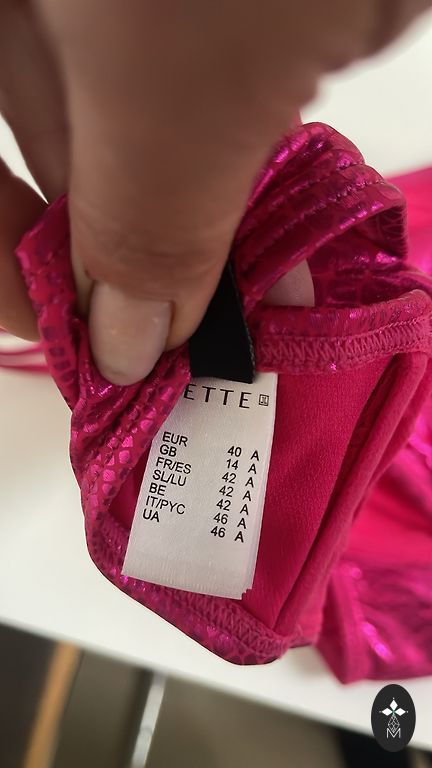 ETTE
EUR 40 A
GB 14 A
FR/ES 42 A
SL/LU 42 A
BE 42 A
IT/PYC 46 A
UA 46 A